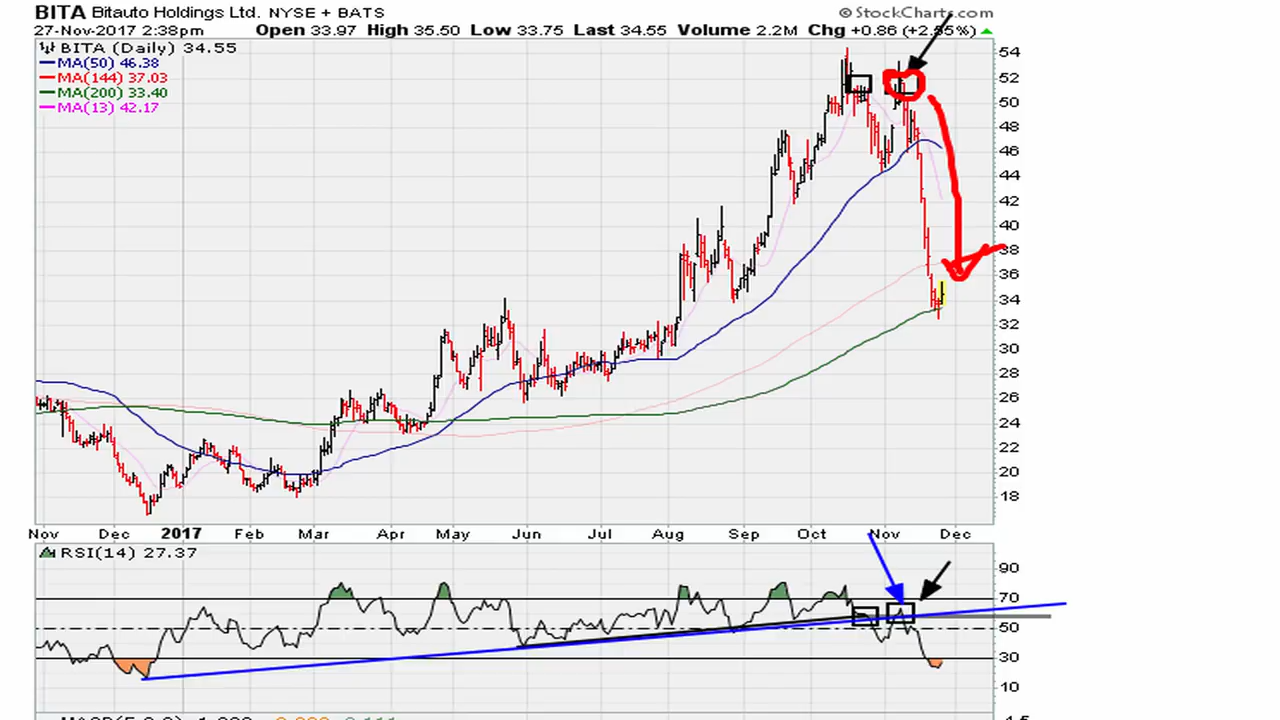 BITA Bitauto Holdings Ltd. NYSE + BATS
© StockCharts.com
27-Nov-2017 2:38pm
Open 33.97 High 35.50 Low 33.75 Last 34.55 Volume 2.2M Chg +0.86 (+2.55%)
BITA (Daily) 34.55
MA(50) 46.38
MA(144) 37.03
MA(200) 33.40
MA(13) 42.17
54
52
50
48
46
44
42
40
38
36
34
32
30
28
26
24
22
20
18
Nov Dec 2017 Feb Mar Apr May Jun Jul Aug Sep Oct Nov Dec
RSI(14) 27.37
90
70
50
30
10